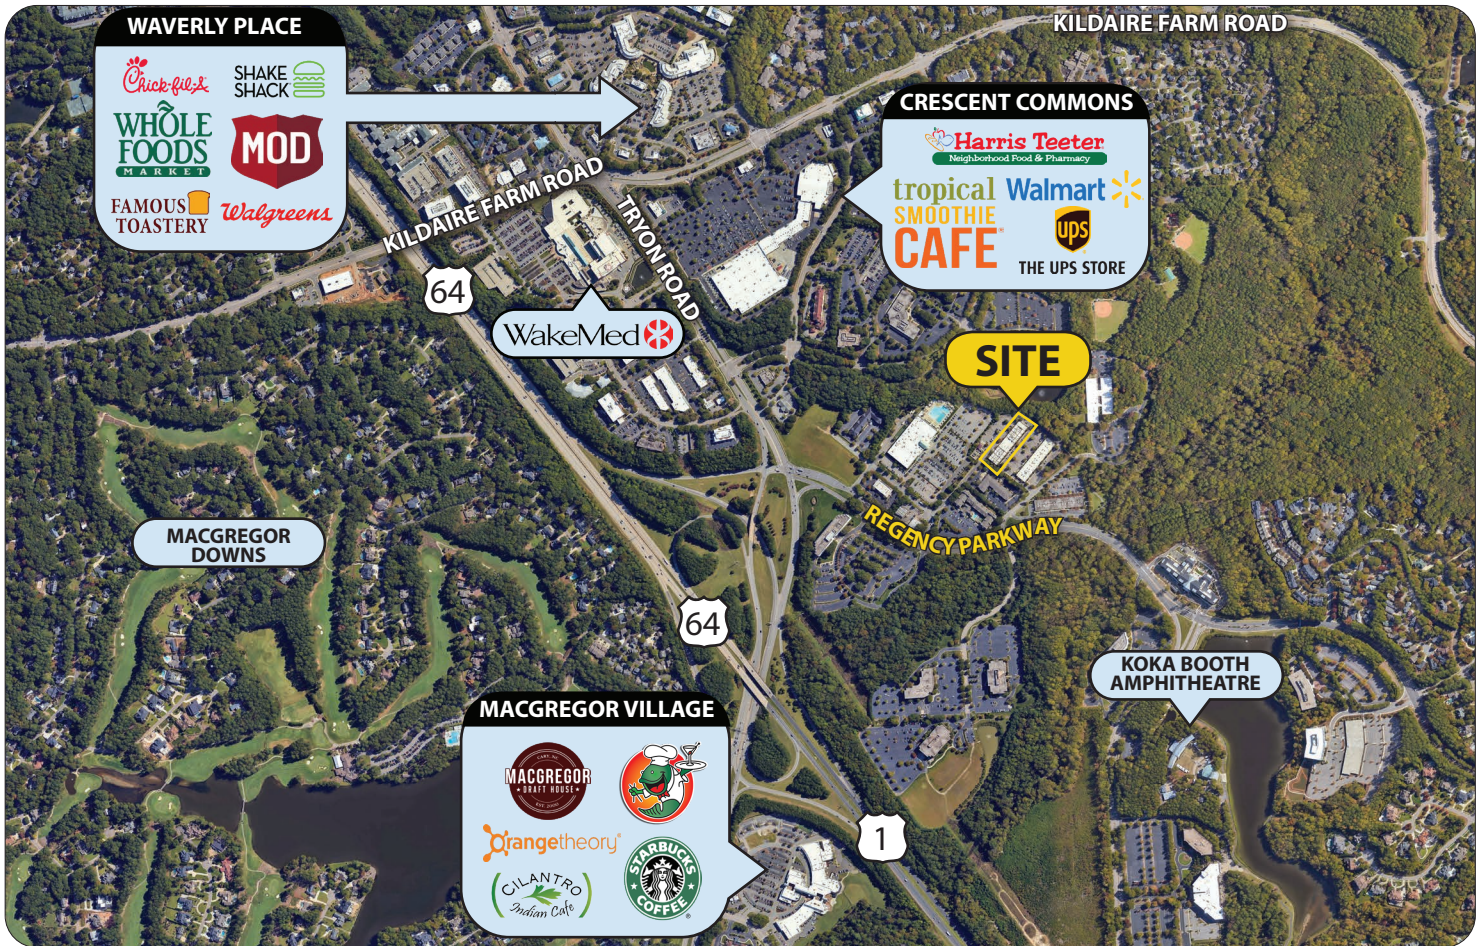 WAVERLY PLACE
Chick-fil-A
SHAKE
SHACK
WHOLE
FOODS
MARKET
MOD
FAMOUS
TOASTERY
Walgreens
KILDAIRE FARM ROAD
CRESCENT COMMONS
Harris Teeter
Neighborhood Food & Pharmacy
tropical
SMOOTHIE
CAFE
Walmart
ups
THE UPS STORE
KILDAIRE FARM ROAD
TRYON ROAD
64
WakeMed
SITE
MACGREGOR
DOWNS
REGENCY PARKWAY
64
KOKA BOOTH
AMPHITHEATRE
MACGREGOR VILLAGE
CARY, NC
MACGREGOR
DRAFT HOUSE
Orangetheory
CILANTRO
Indian Cafe
STARBUCKS
COFFEE
1